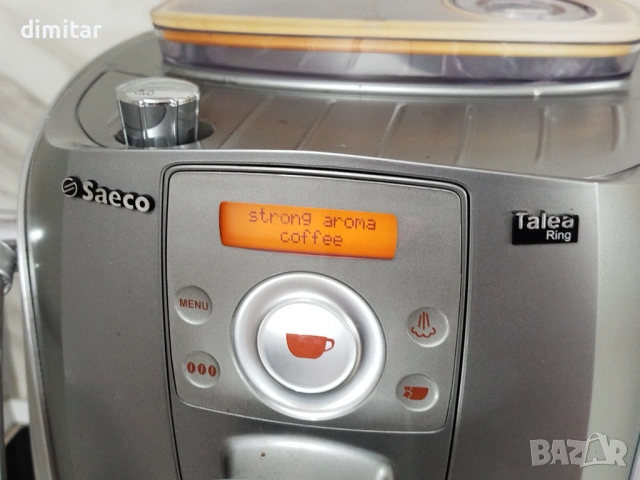 dimitar
Saeco
strong aroma
coffee
Talea
Ring
MENU
BAZAR